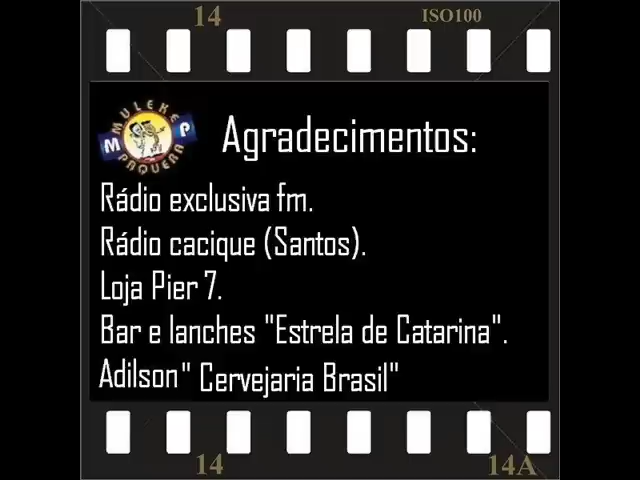 14 ISO100
MULEKE
M P
PAQUERA
Agradecimentos:
Rádio exclusiva fm.
Rádio cacique (Santos).
Loja Pier 7.
Bar e lanches "Estrela de Catarina".
Adilson" Cervejaria Brasil"
14 14A